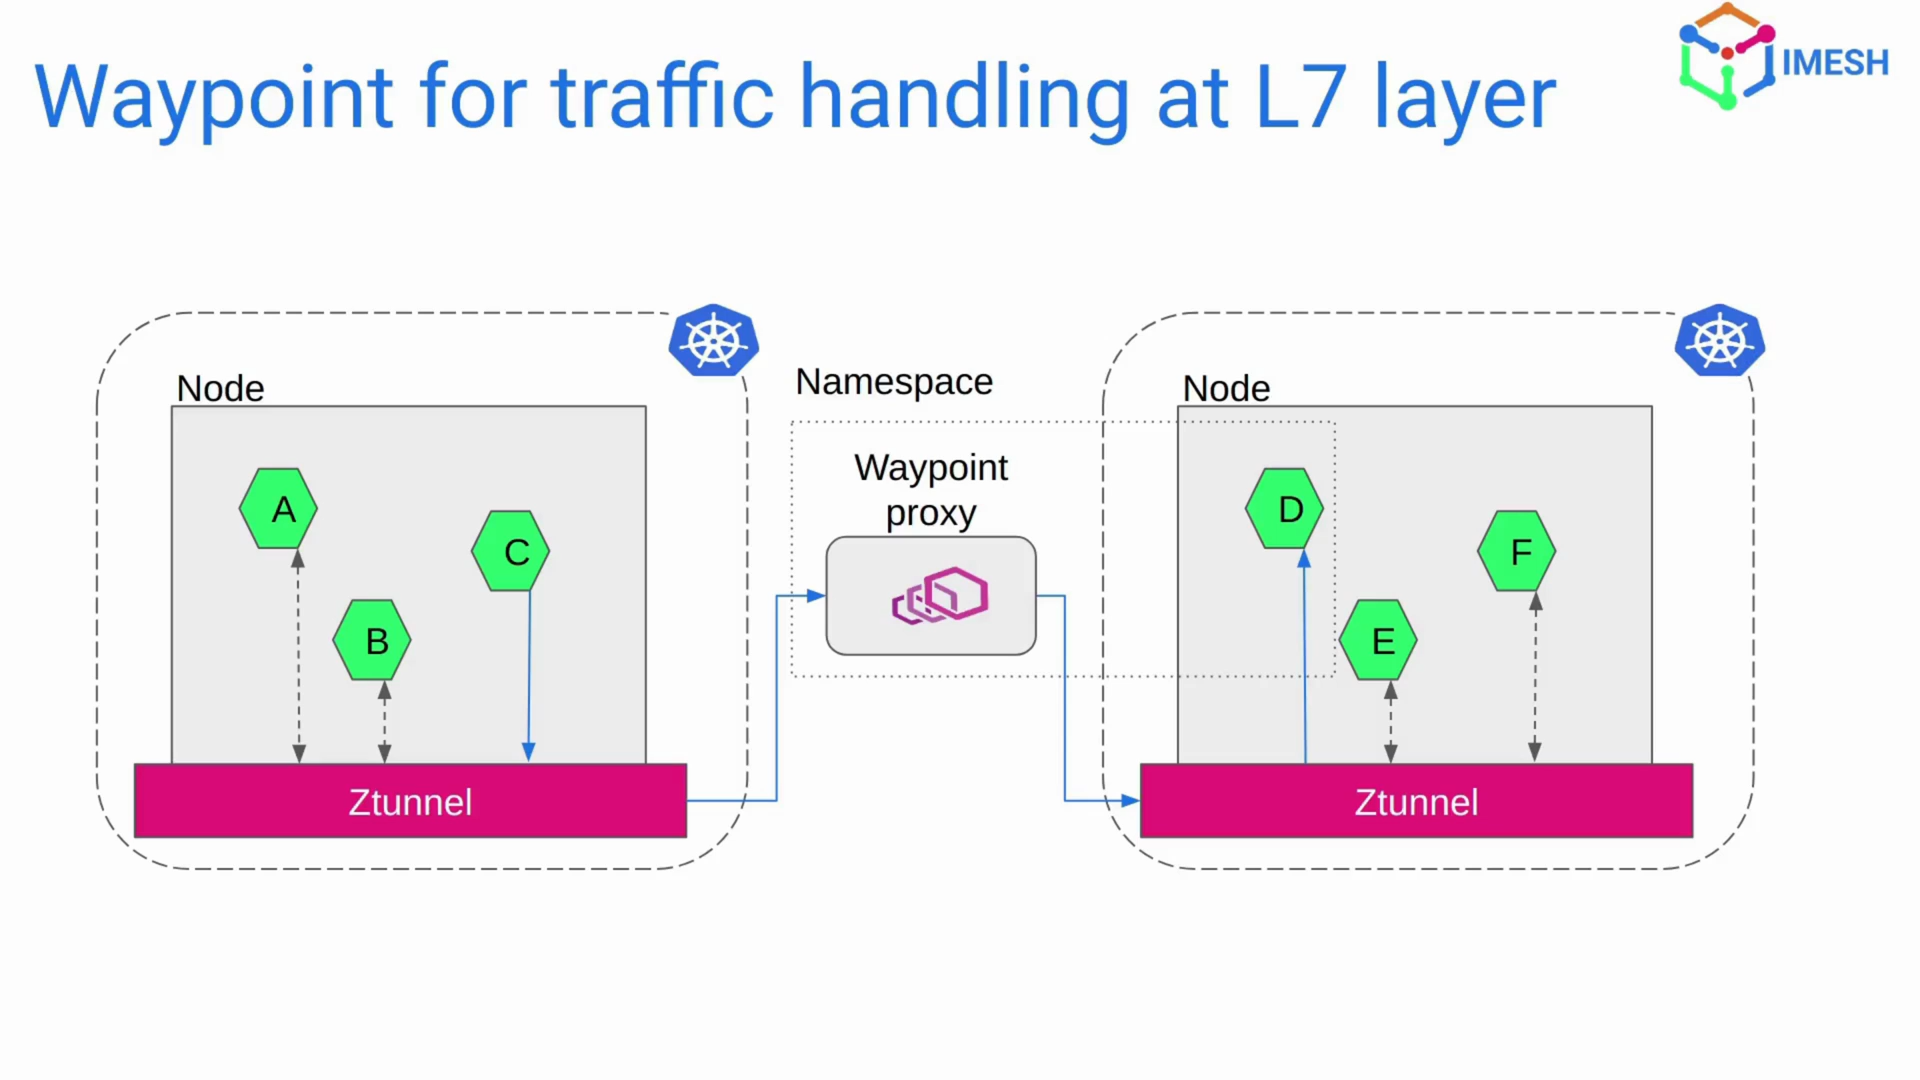 Waypoint for traffic handling at L7 layer
IMESH
Node
A
B
C
Ztunnel
Namespace
Waypoint
proxy
Node
D
E
F
Ztunnel